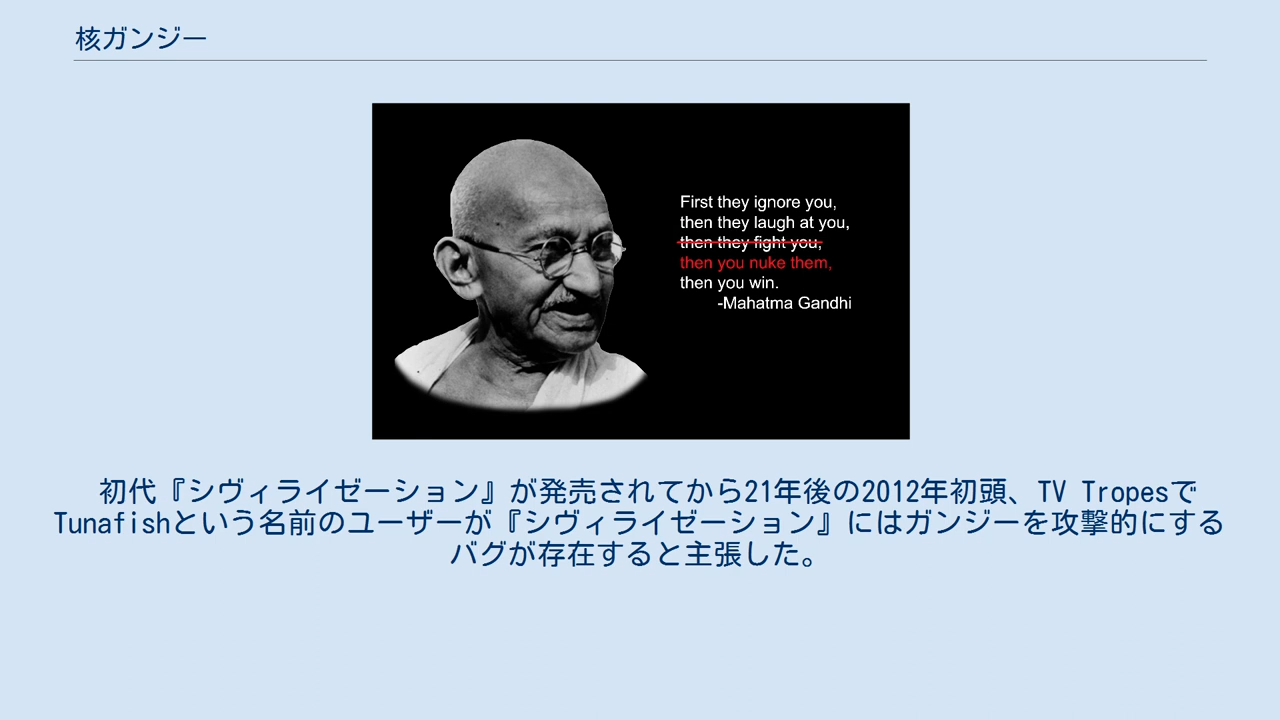 核ガンジー
First they ignore you,
then they laugh at you,
then they fight you,
then you nuke them,
then you win.
-Mahatma Gandhi
初代『シヴィライゼーション』が発売されてから21年後の2012年初頭、TV Tropesで
Tunafishという名前のユーザーが『シヴィライゼーション』にはガンジーを攻撃的にする
バグが存在すると主張した。